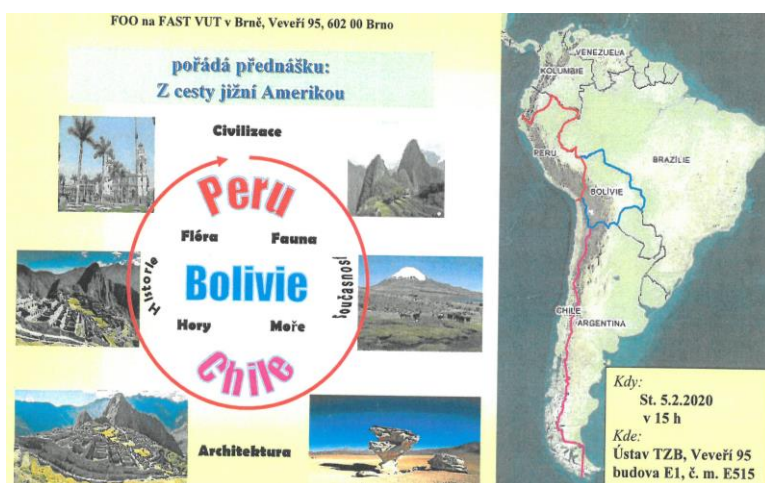 FOO na FAST VUT v Brně, Veveří 95, 602 00 Brno
pořádá přednášku:
Z cesty jižní Amerikou
Civilizace
Peru
Flóra
Fauna
Historie
Bolivie
Současnost
Hory
Moře
Chile
Architektura
VENEZUELA
KOLUMBIE
PERU
BRAZÍLIE
BOLÍVIE
CHILE
ARGENTINA
Kdy:
St. 5.2.2020
v 15 h
Kde:
Ústav TZB, Veveří 95
budova E1, č. m. E515